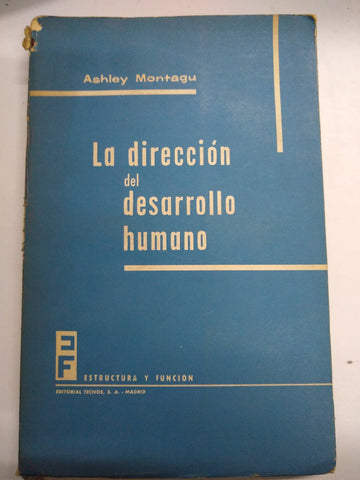 Ashley Montagu
La dirección
del
desarrollo
humano
EF
ESTRUCTURA Y FUNCION
EDITORIAL TECNOS, S. A. - MADRID